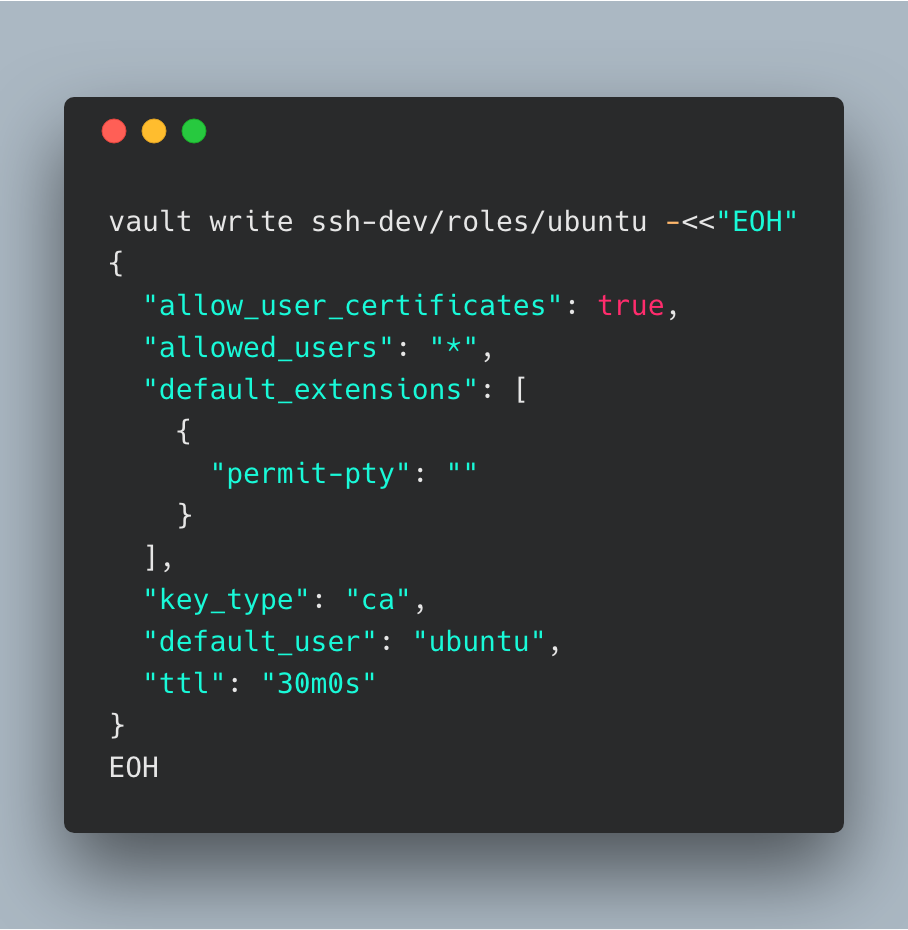 vault write ssh-dev/roles/ubuntu -<<"EOH"
{
  "allow_user_certificates": true,
  "allowed_users": "*",
  "default_extensions": [
    {
      "permit-pty": ""
    }
  ],
  "key_type": "ca",
  "default_user": "ubuntu",
  "ttl": "30m0s"
}
EOH